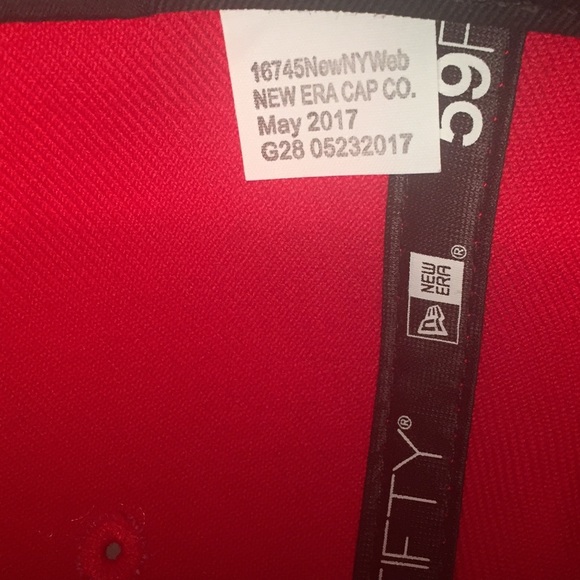 16745NewNYWeb
NEW ERA CAP CO.
May 2017
G28 05232017
59F
NEW ERA®
FIFTY®